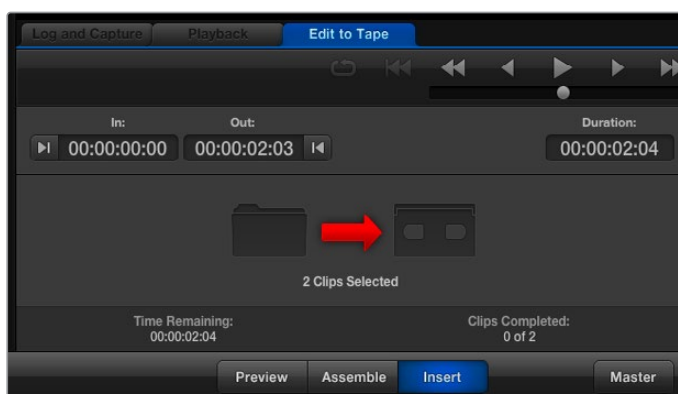 Log and Capture Playback Edit to Tape
In: Out: Duration:
00:00:00:00 00:00:02:03 00:00:02:04
2 Clips Selected
Time Remaining: Clips Completed:
00:00:02:04 0 of 2
Preview Assemble Insert Master